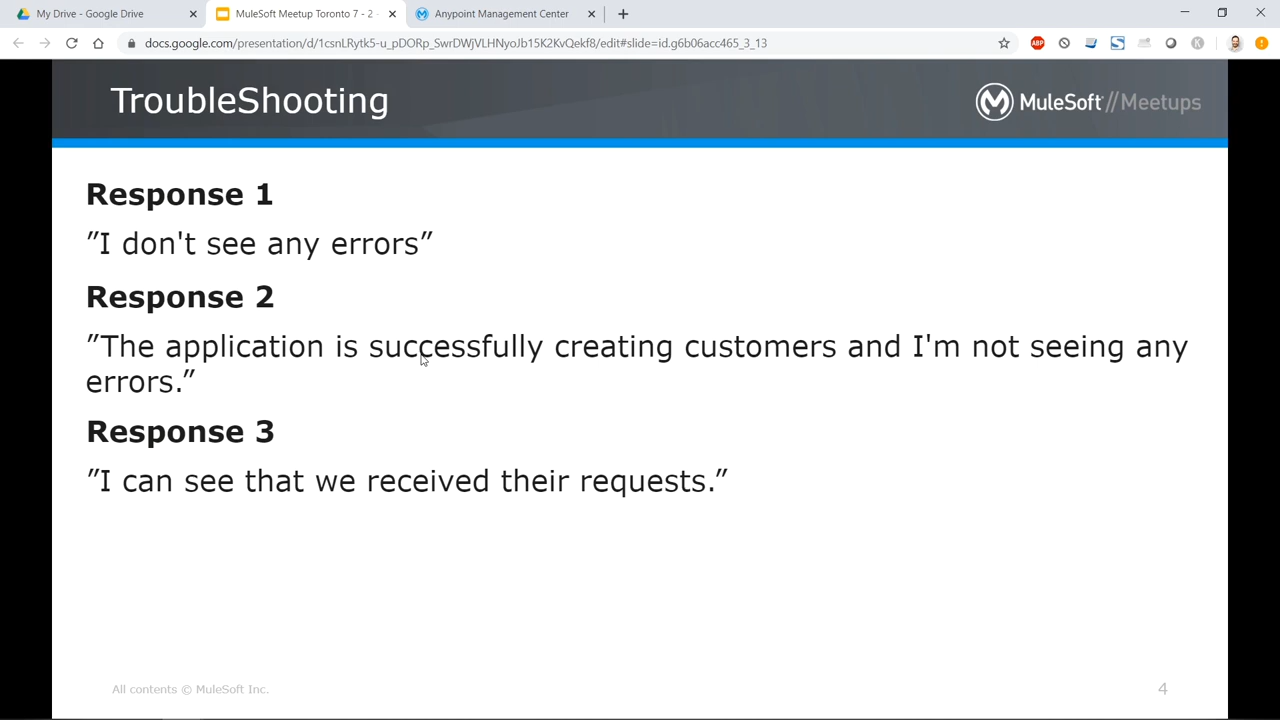 My Drive - Google Drive
MuleSoft Meetup Toronto 7 - 2 -
Anypoint Management Center
docs.google.com/presentation/d/1csnLRytk5-u_pDORp_SwrDWjVLHNyoJb15K2KvQekf8/edit#slide=id.g6b06acc465_3_13
ABP
TroubleShooting
MuleSoft//Meetups
Response 1
”I don't see any errors”
Response 2
”The application is successfully creating customers and I'm not seeing any
errors.”
Response 3
”I can see that we received their requests.”
All contents © MuleSoft Inc.
4